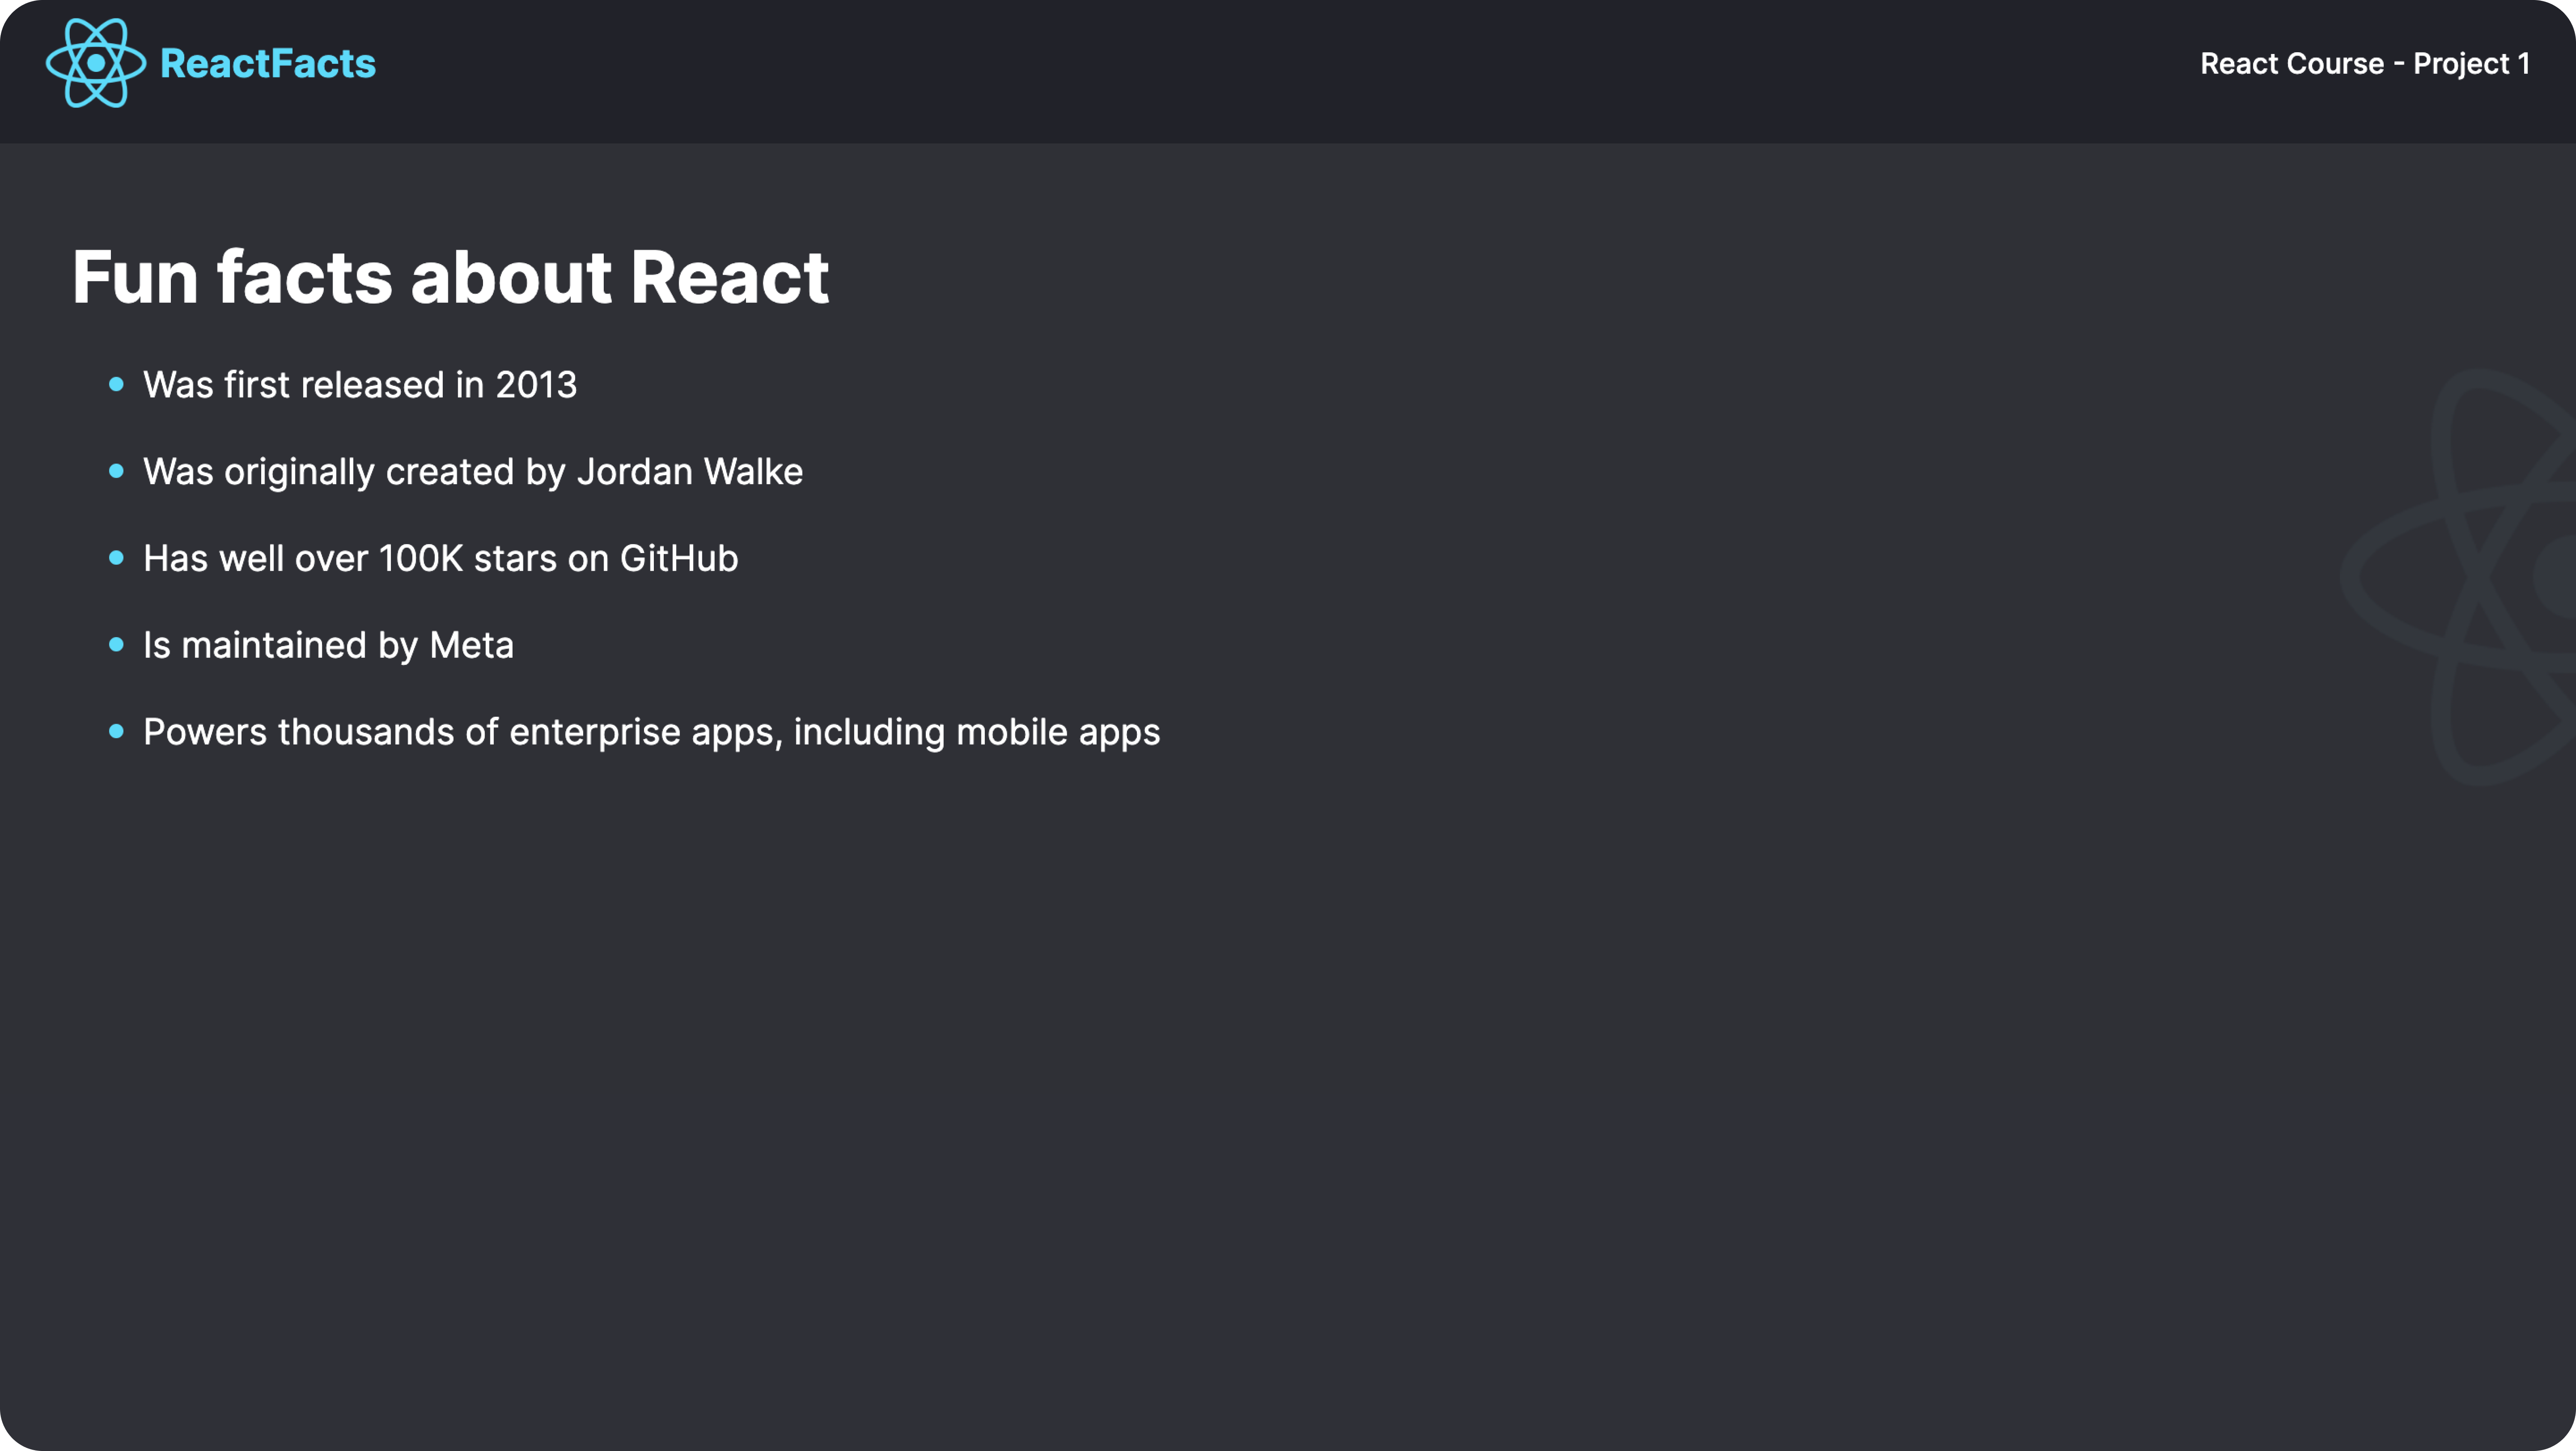 ReactFacts
React Course - Project 1
Fun facts about React
Was first released in 2013
Was originally created by Jordan Walke
Has well over 100K stars on GitHub
Is maintained by Meta
Powers thousands of enterprise apps, including mobile apps